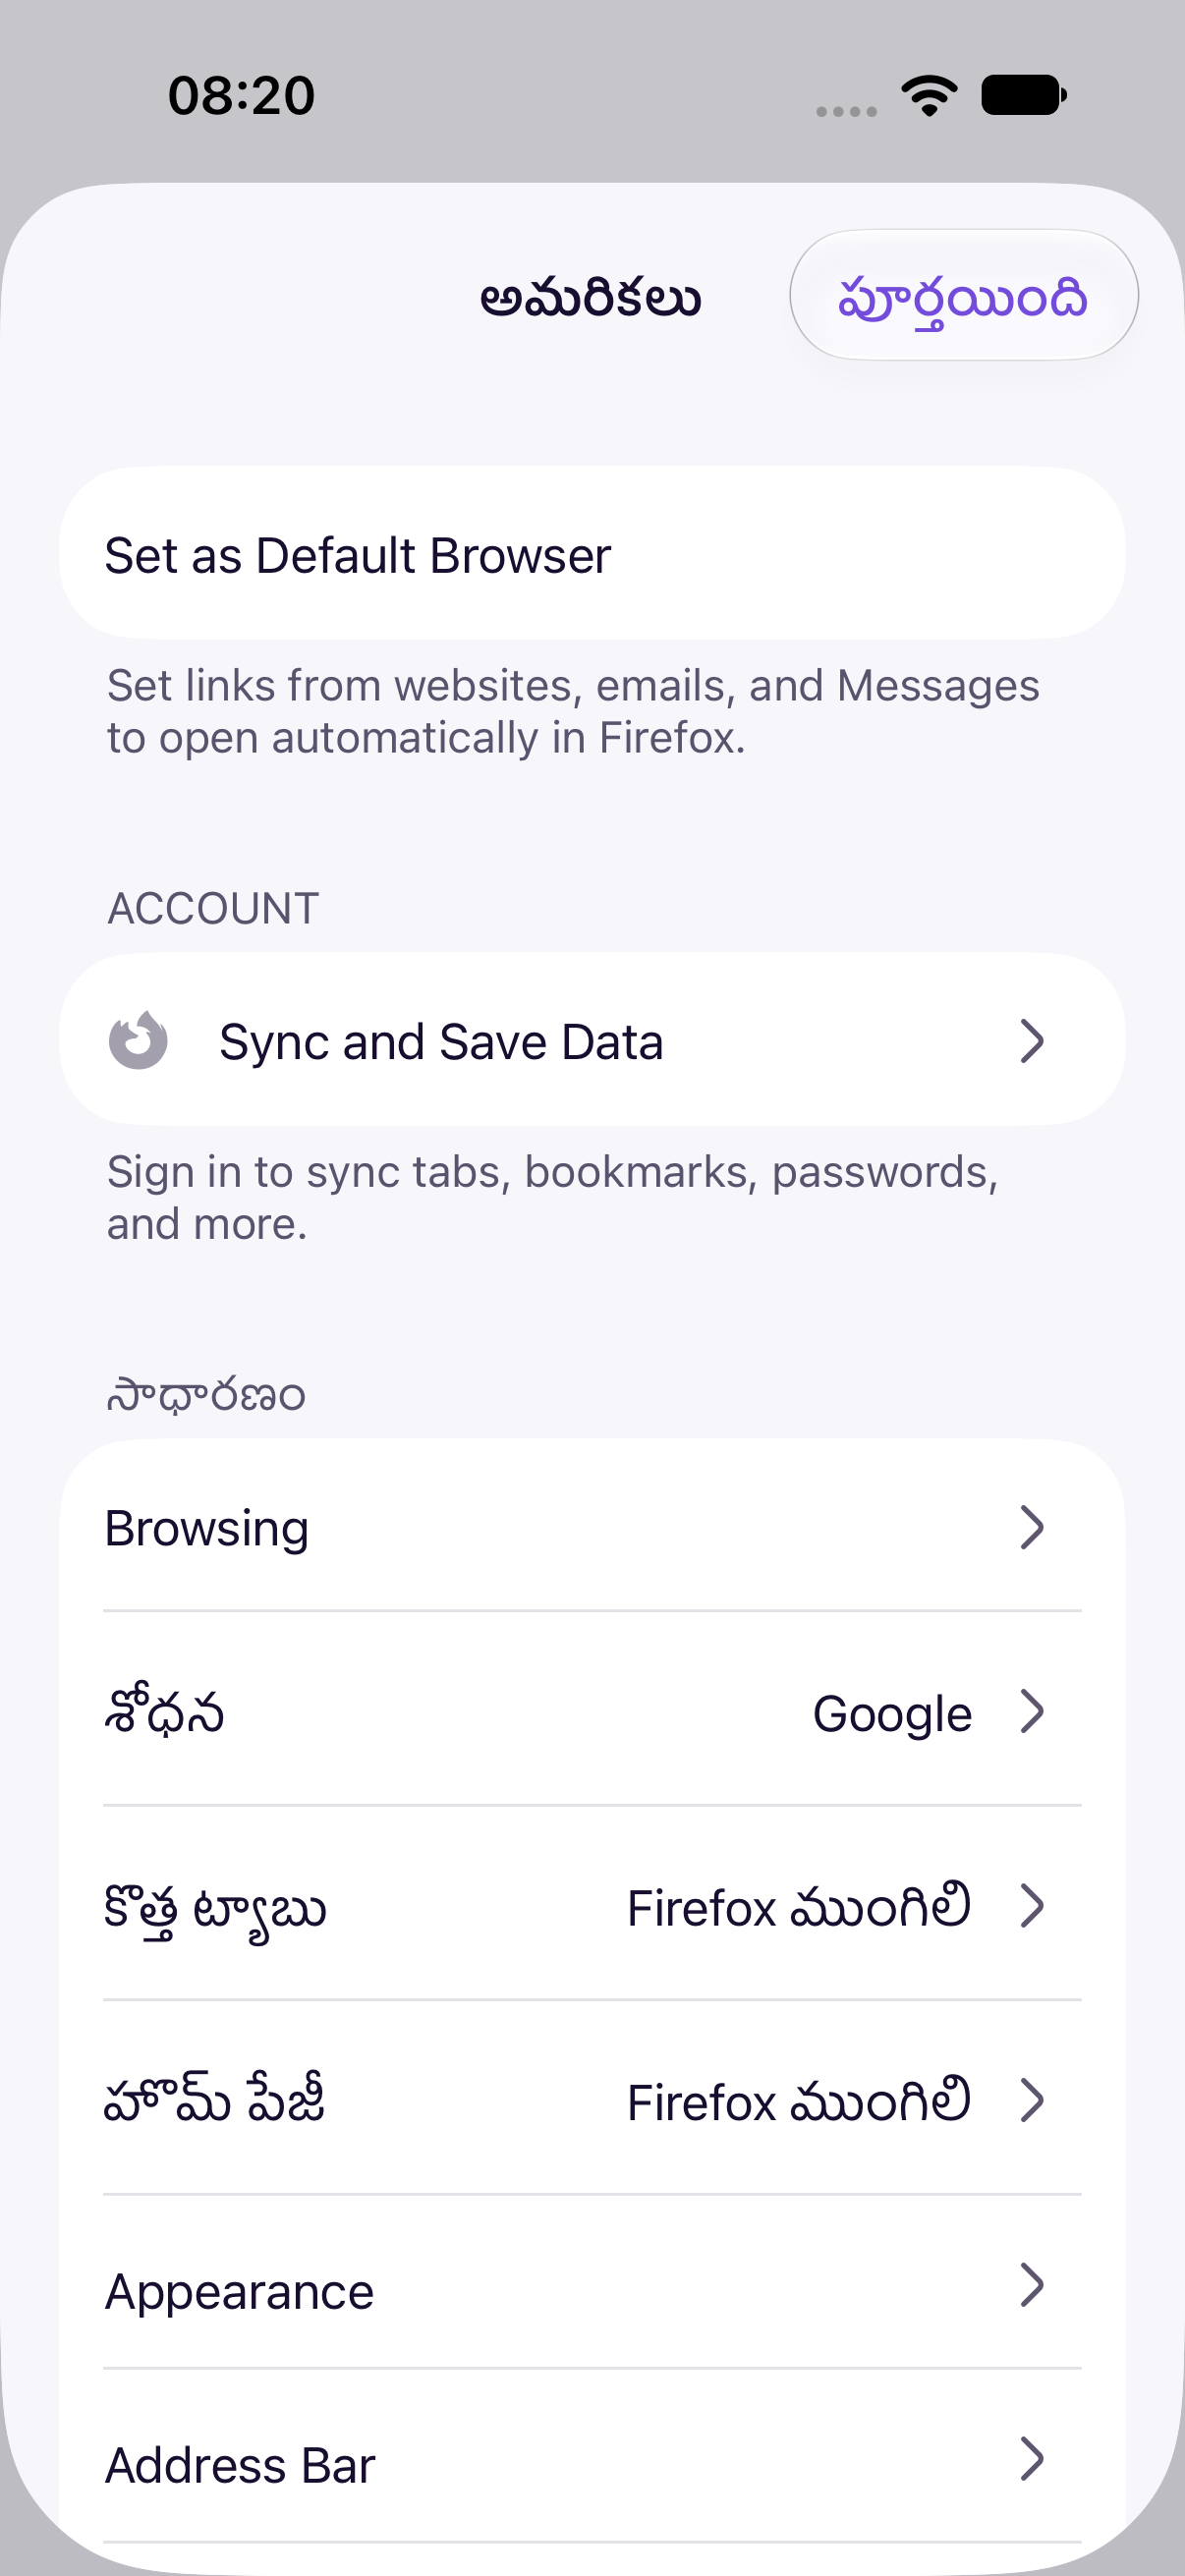 08:20
అమరికలు
పూర్తయింది
Set as Default Browser
Set links from websites, emails, and Messages
to open automatically in Firefox.
ACCOUNT
Sync and Save Data
Sign in to sync tabs, bookmarks, passwords,
and more.
సాధారణం
Browsing
శోధన Google
కొత్త ట్యాబు Firefox ముంగిలి
హొమ్ పేజీ Firefox ముంగిలి
Appearance
Address Bar